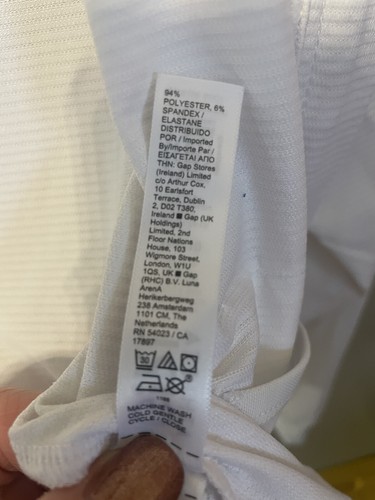 94%
POLYESTER, 6%
SPANDEX /
ELASTANE
DISTRIBUIDO
POR / Imported
By/Importe Par /
ΕΙΣΑΓΕΤΑΙ ΑΠΟ
ΤΗΝ: Gap Stores
(Ireland) Limited
c/o Arthur Cox,
10 Earlsfort
Terrace, Dublin
2, D02 T380,
Ireland ■ Gap (UK
Holdings)
Limited, 2nd
Floor Nations
House, 103
Wigmore Street,
London, W1U
1QS, UK ■ Gap
(RHC) B.V. Luna
ArenA
Herikerbergweg
238 Amsterdam
1101 CM, The
Netherlands
RN 54023 / CA
17897
30
MACHINE WASH
COLD GENTLE
CYCLE / CLOSE